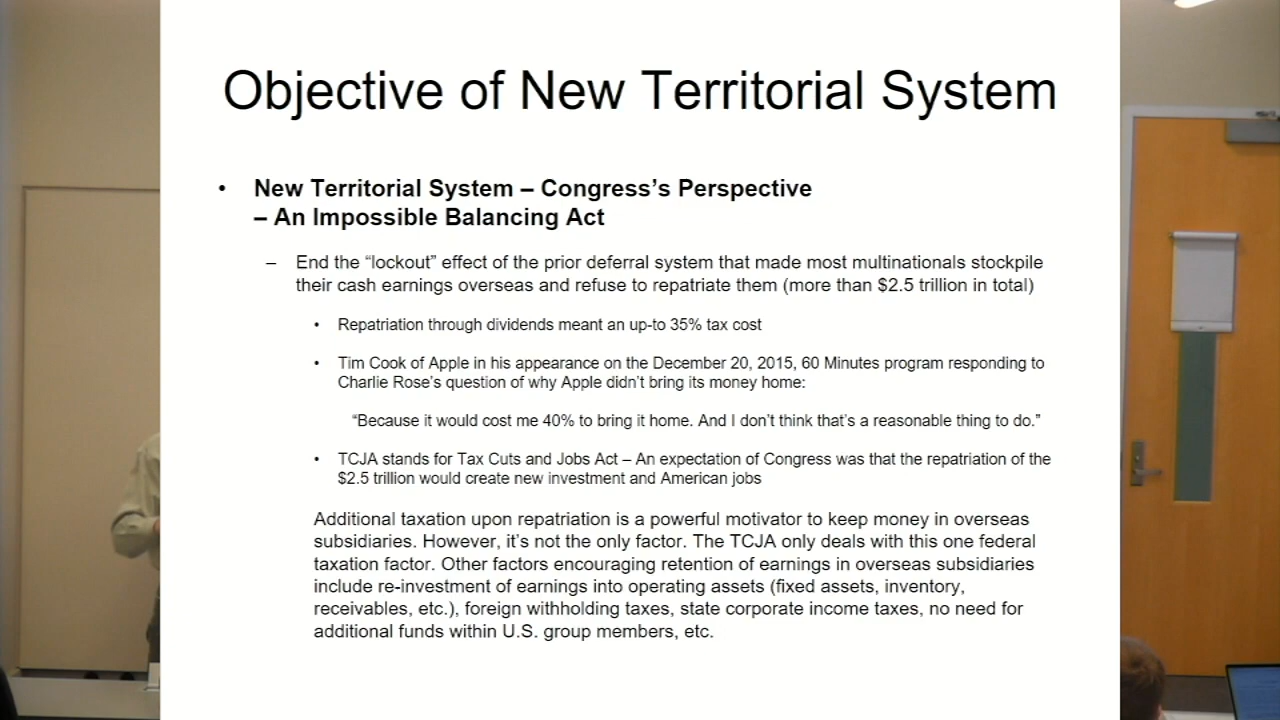 Objective of New Territorial System
• New Territorial System – Congress’s Perspective
– An Impossible Balancing Act
– End the “lockout” effect of the prior deferral system that made most multinationals stockpile
their cash earnings overseas and refuse to repatriate them (more than $2.5 trillion in total)
• Repatriation through dividends meant an up-to 35% tax cost
• Tim Cook of Apple in his appearance on the December 20, 2015, 60 Minutes program responding to
Charlie Rose’s question of why Apple didn’t bring its money home:
“Because it would cost me 40% to bring it home. And I don’t think that’s a reasonable thing to do.”
• TCJA stands for Tax Cuts and Jobs Act – An expectation of Congress was that the repatriation of the
$2.5 trillion would create new investment and American jobs
Additional taxation upon repatriation is a powerful motivator to keep money in overseas
subsidiaries. However, it’s not the only factor. The TCJA only deals with this one federal
taxation factor. Other factors encouraging retention of earnings in overseas subsidiaries
include re-investment of earnings into operating assets (fixed assets, inventory,
receivables, etc.), foreign withholding taxes, state corporate income taxes, no need for
additional funds within U.S. group members, etc.